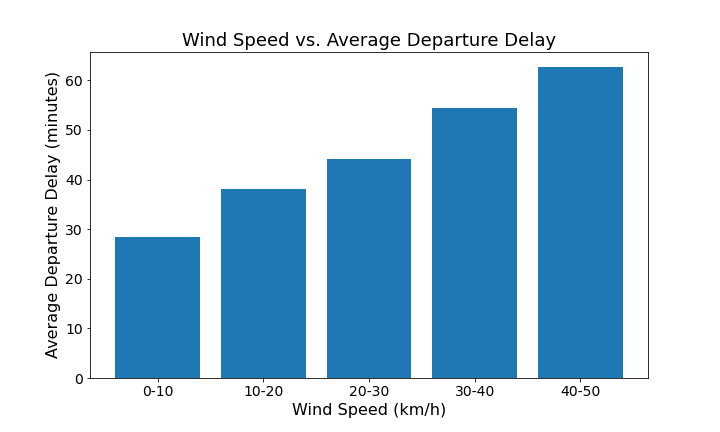 Wind Speed vs. Average Departure Delay
Average Departure Delay (minutes)
60
50
40
30
20
10
0
0-10 10-20 20-30 30-40 40-50
Wind Speed (km/h)